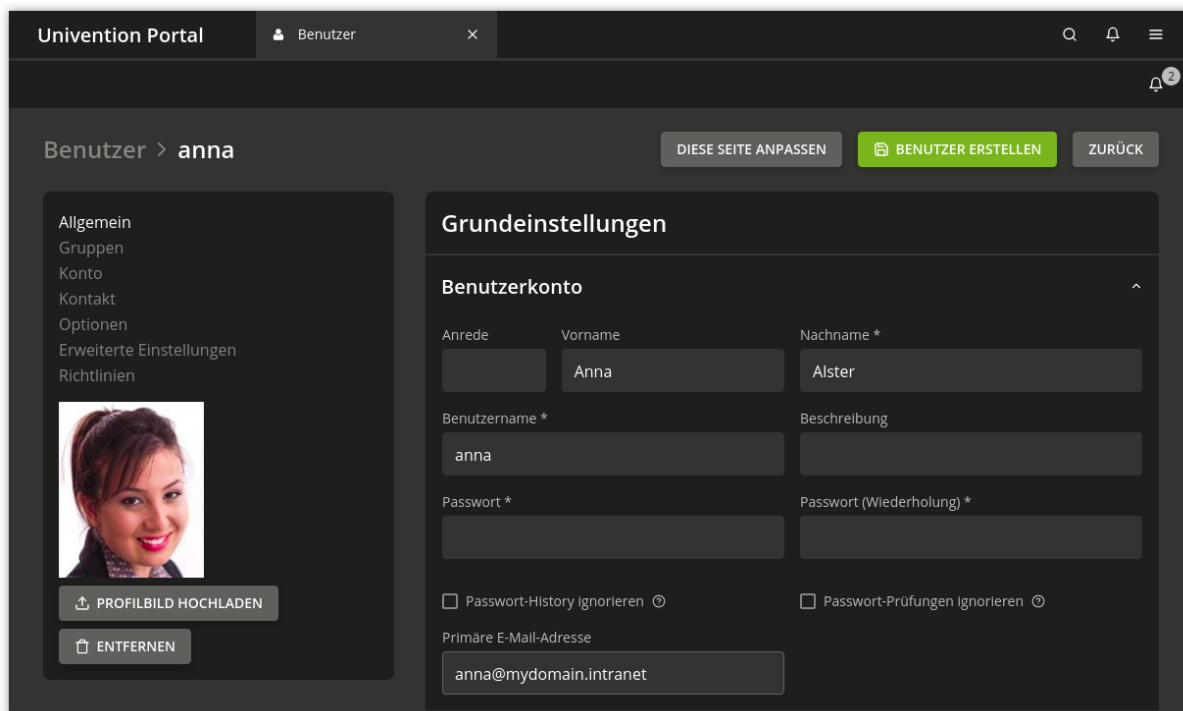 Univention Portal
Benutzer
2
Benutzer > anna
DIESE SEITE ANPASSEN
BENUTZER ERSTELLEN
ZURÜCK
Allgemein
Gruppen
Konto
Kontakt
Optionen
Erweiterte Einstellungen
Richtlinien
PROFILBILD HOCHLADEN
ENTFERNEN
Grundeinstellungen
Benutzerkonto
Anrede Vorname Nachname *
Anna Alster
Benutzername * Beschreibung
anna
Passwort * Passwort (Wiederholung) *
Passwort-History ignorieren Passwort-Prüfungen ignorieren
Primäre E-Mail-Adresse
anna@mydomain.intranet